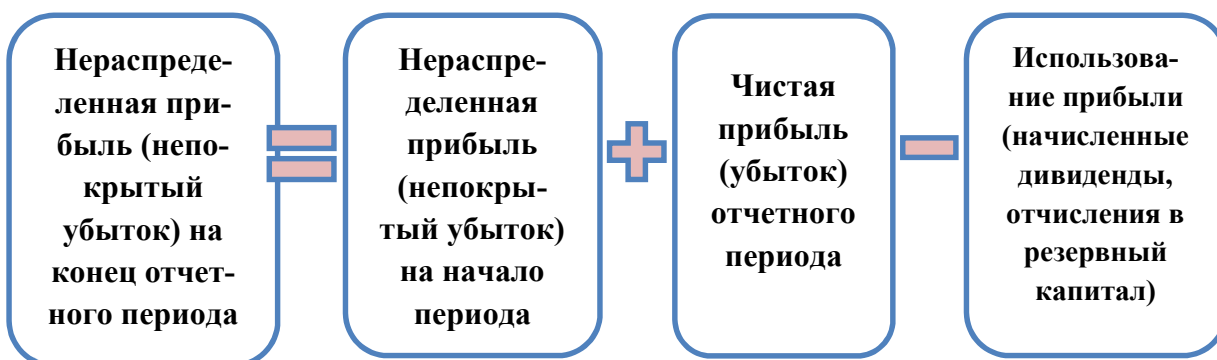 Нераспреде-
ленная при-
быль (непо-
крытый
убыток) на
конец отчет-
ного периода
Нераспре-
деленная
прибыль
(непокры-
тый убыток)
на начало
периода
Чистая
прибыль
(убыток)
отчетного
периода
Использова-
ние прибыли
(начисленные
дивиденды,
отчисления в
резервный
капитал)